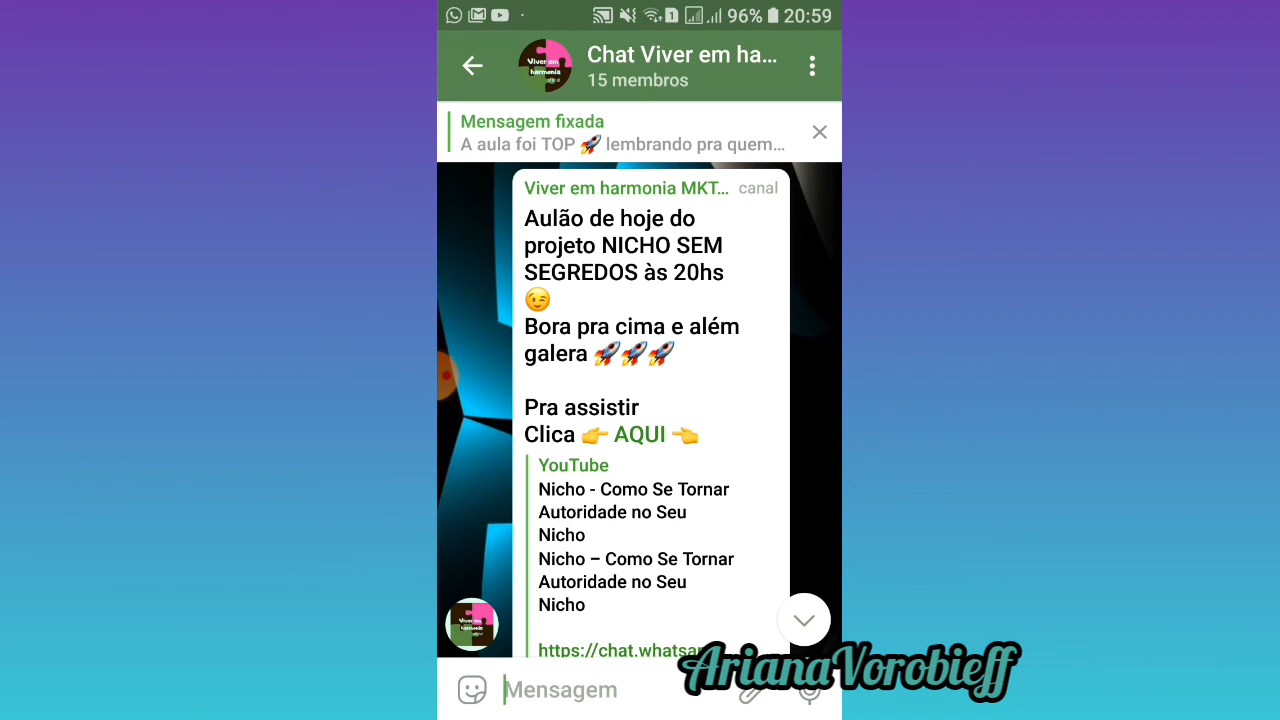 96% 20:59
Chat Viver em ha...
15 membros
Mensagem fixada
A aula foi TOP 🚀 lembrando pra quem...
Viver em harmonia MKT... canal
Aulão de hoje do
projeto NICHO SEM
SEGREDOS às 20hs
😉
Bora pra cima e além
galera 🚀🚀🚀
Pra assistir
Clica 👉 AQUI 👈
YouTube
Nicho - Como Se Tornar
Autoridade no Seu
Nicho
Nicho – Como Se Tornar
Autoridade no Seu
Nicho
https://chat.whatsa
Mensagem
ArianaVorobieff
Viver em
harmonia